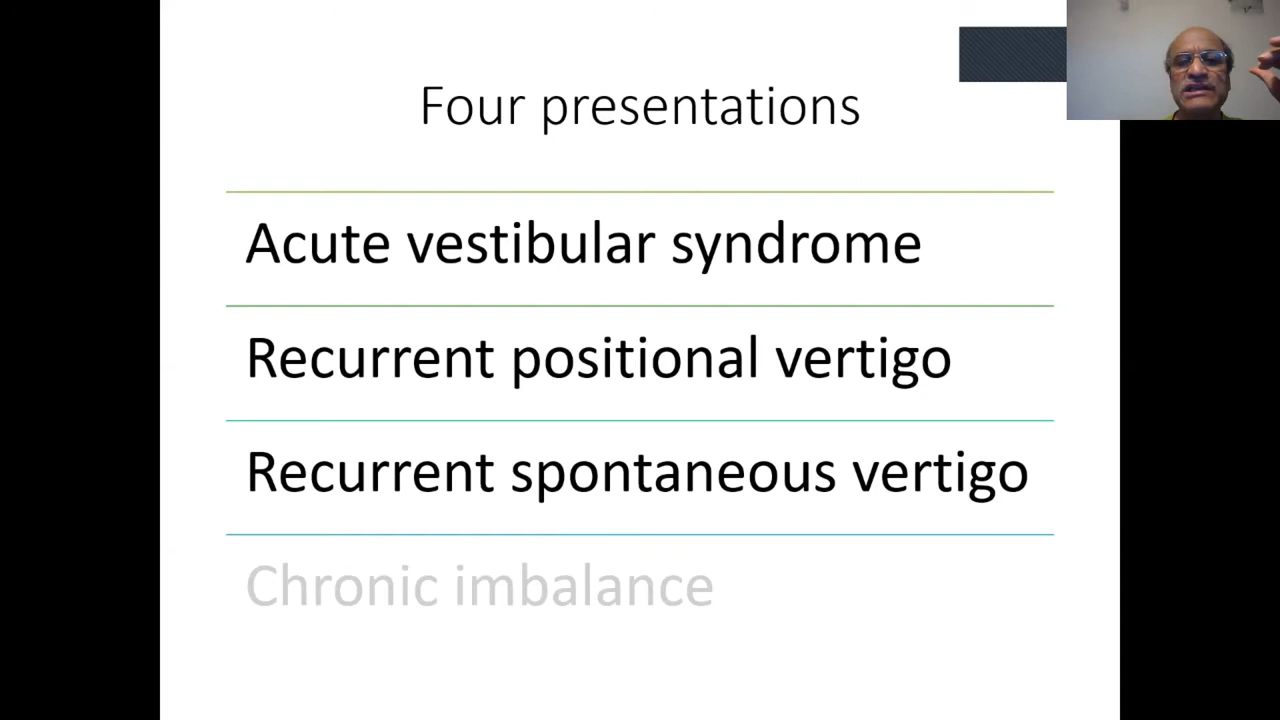 Four presentations
Acute vestibular syndrome
Recurrent positional vertigo
Recurrent spontaneous vertigo
Chronic imbalance